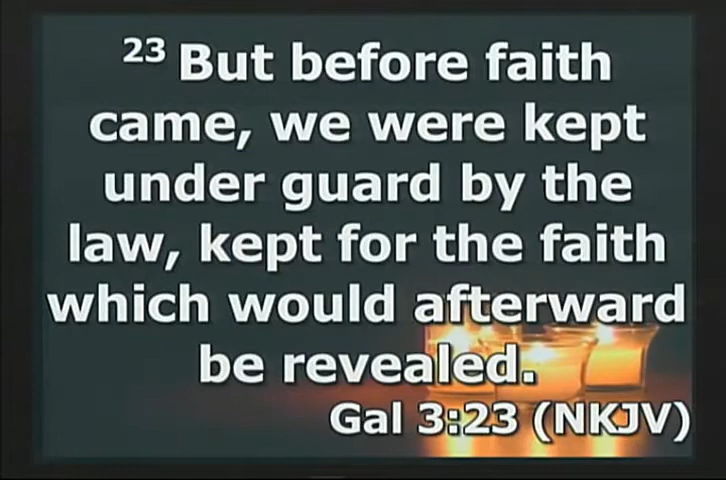 23 But before faith
came, we were kept
under guard by the
law, kept for the faith
which would afterward
be revealed.
Gal 3:23 (NKJV)